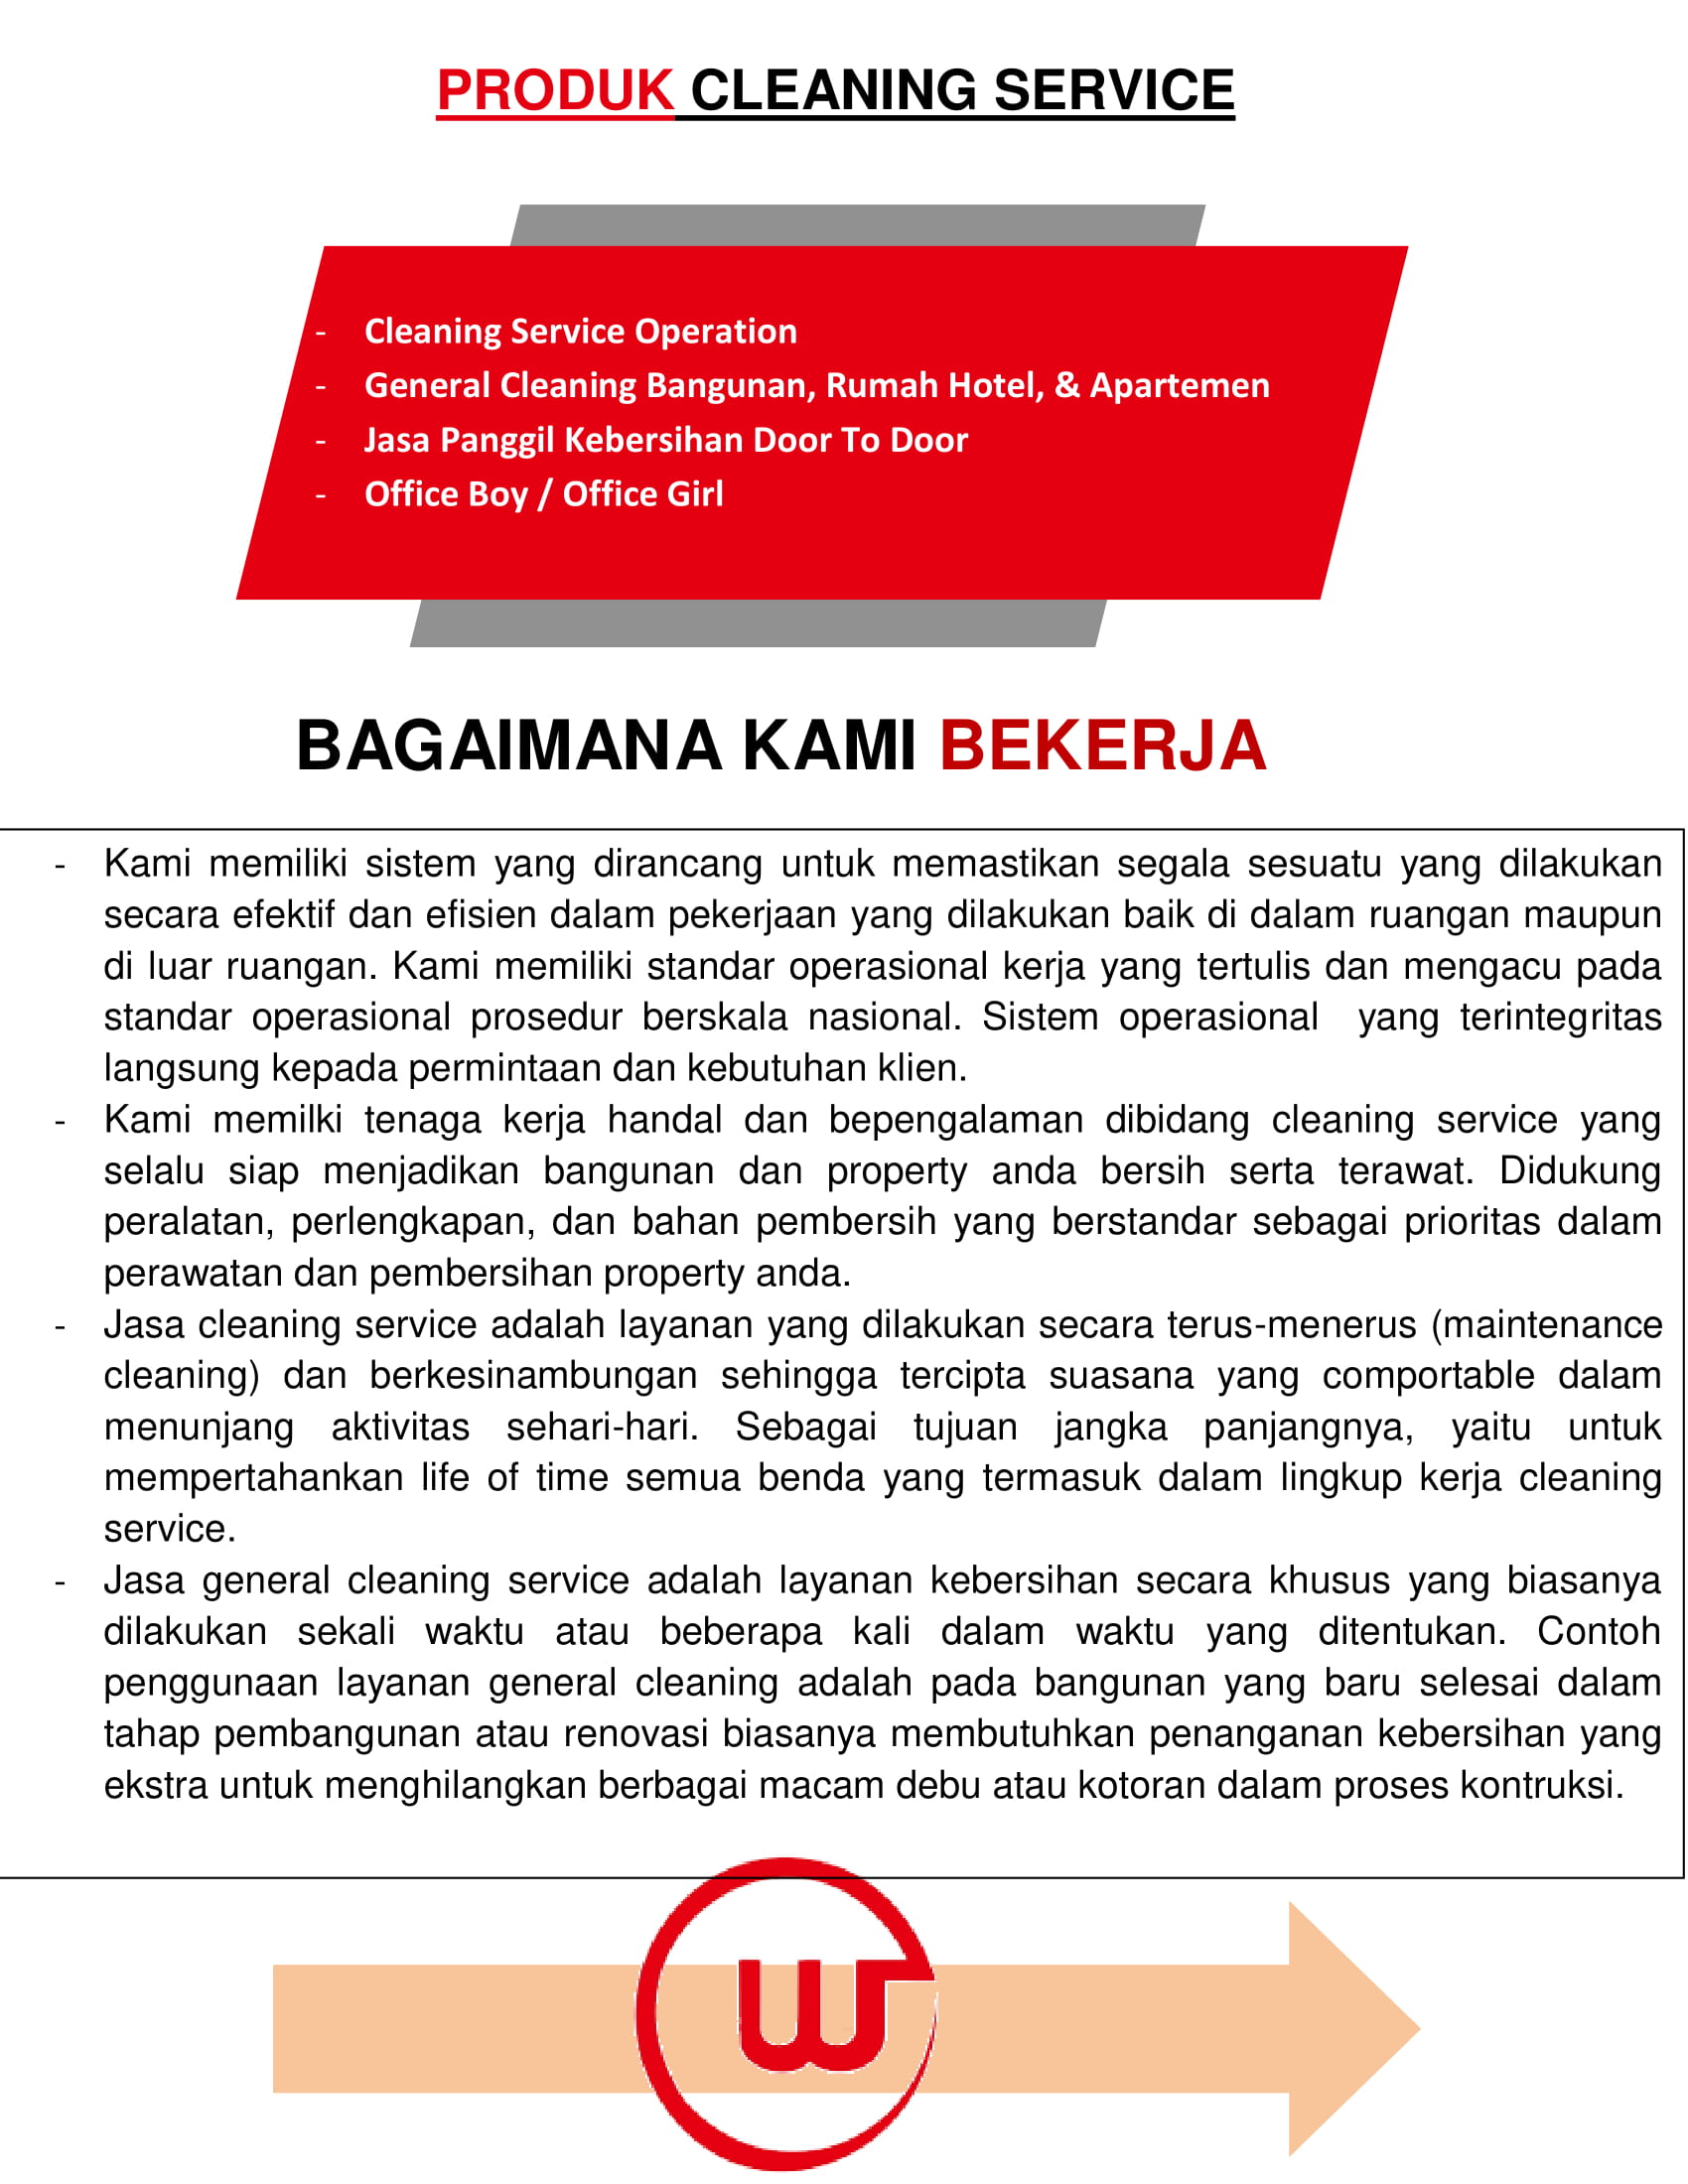 PRODUK CLEANING SERVICE
- Cleaning Service Operation
- General Cleaning Bangunan, Rumah Hotel, & Apartemen
- Jasa Panggil Kebersihan Door To Door
- Office Boy / Office Girl
BAGAIMANA KAMI BEKERJA
- Kami memiliki sistem yang dirancang untuk memastikan segala sesuatu yang dilakukan
secara efektif dan efisien dalam pekerjaan yang dilakukan baik di dalam ruangan maupun
di luar ruangan. Kami memiliki standar operasional kerja yang tertulis dan mengacu pada
standar operasional prosedur berskala nasional. Sistem operasional  yang terintegritas
langsung kepada permintaan dan kebutuhan klien.
- Kami memilki tenaga kerja handal dan bepengalaman dibidang cleaning service yang
selalu siap menjadikan bangunan dan property anda bersih serta terawat. Didukung
peralatan, perlengkapan, dan bahan pembersih yang berstandar sebagai prioritas dalam
perawatan dan pembersihan property anda.
- Jasa cleaning service adalah layanan yang dilakukan secara terus-menerus (maintenance
cleaning) dan berkesinambungan sehingga tercipta suasana yang comportable dalam
menunjang aktivitas sehari-hari. Sebagai tujuan jangka panjangnya, yaitu untuk
mempertahankan life of time semua benda yang termasuk dalam lingkup kerja cleaning
service.
- Jasa general cleaning service adalah layanan kebersihan secara khusus yang biasanya
dilakukan sekali waktu atau beberapa kali dalam waktu yang ditentukan. Contoh
penggunaan layanan general cleaning adalah pada bangunan yang baru selesai dalam
tahap pembangunan atau renovasi biasanya membutuhkan penanganan kebersihan yang
ekstra untuk menghilangkan berbagai macam debu atau kotoran dalam proses kontruksi.
w